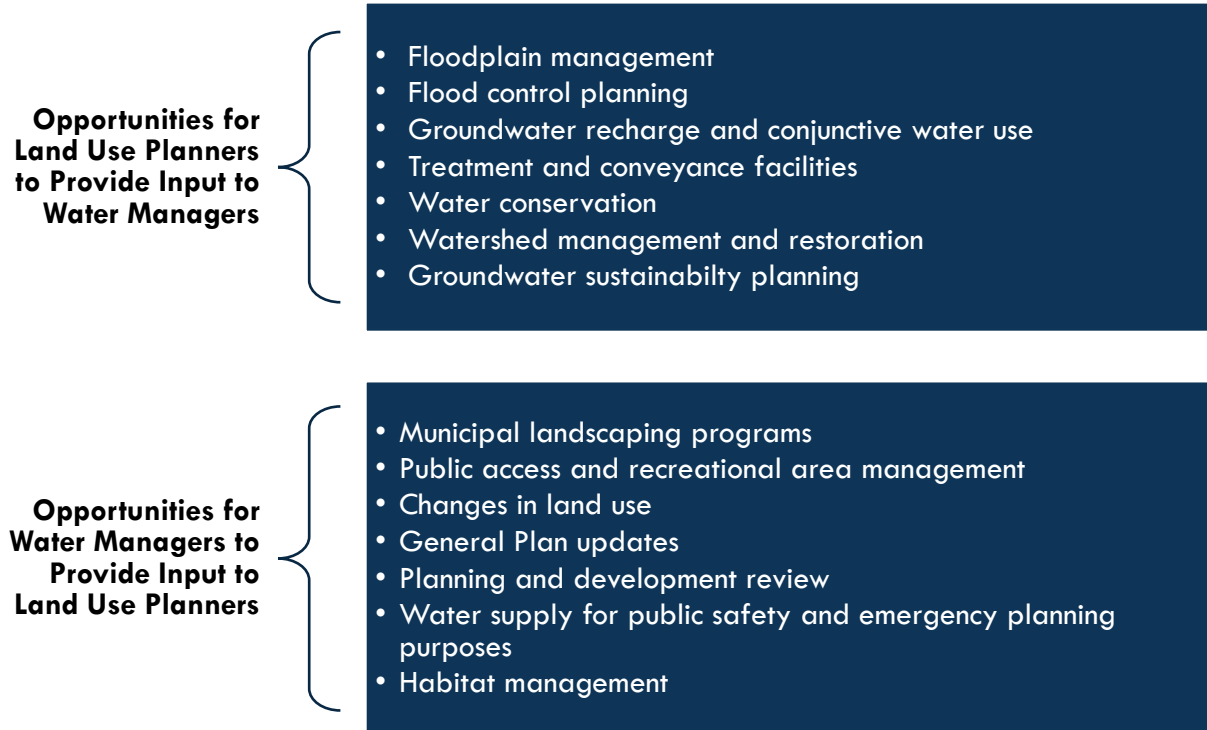 Opportunities for
Land Use Planners
to Provide Input to
Water Managers
• Floodplain management
• Flood control planning
• Groundwater recharge and conjunctive water use
• Treatment and conveyance facilities
• Water conservation
• Watershed management and restoration
• Groundwater sustainabilty planning
Opportunities for
Water Managers to
Provide Input to
Land Use Planners
• Municipal landscaping programs
• Public access and recreational area management
• Changes in land use
• General Plan updates
• Planning and development review
• Water supply for public safety and emergency planning
purposes
• Habitat management